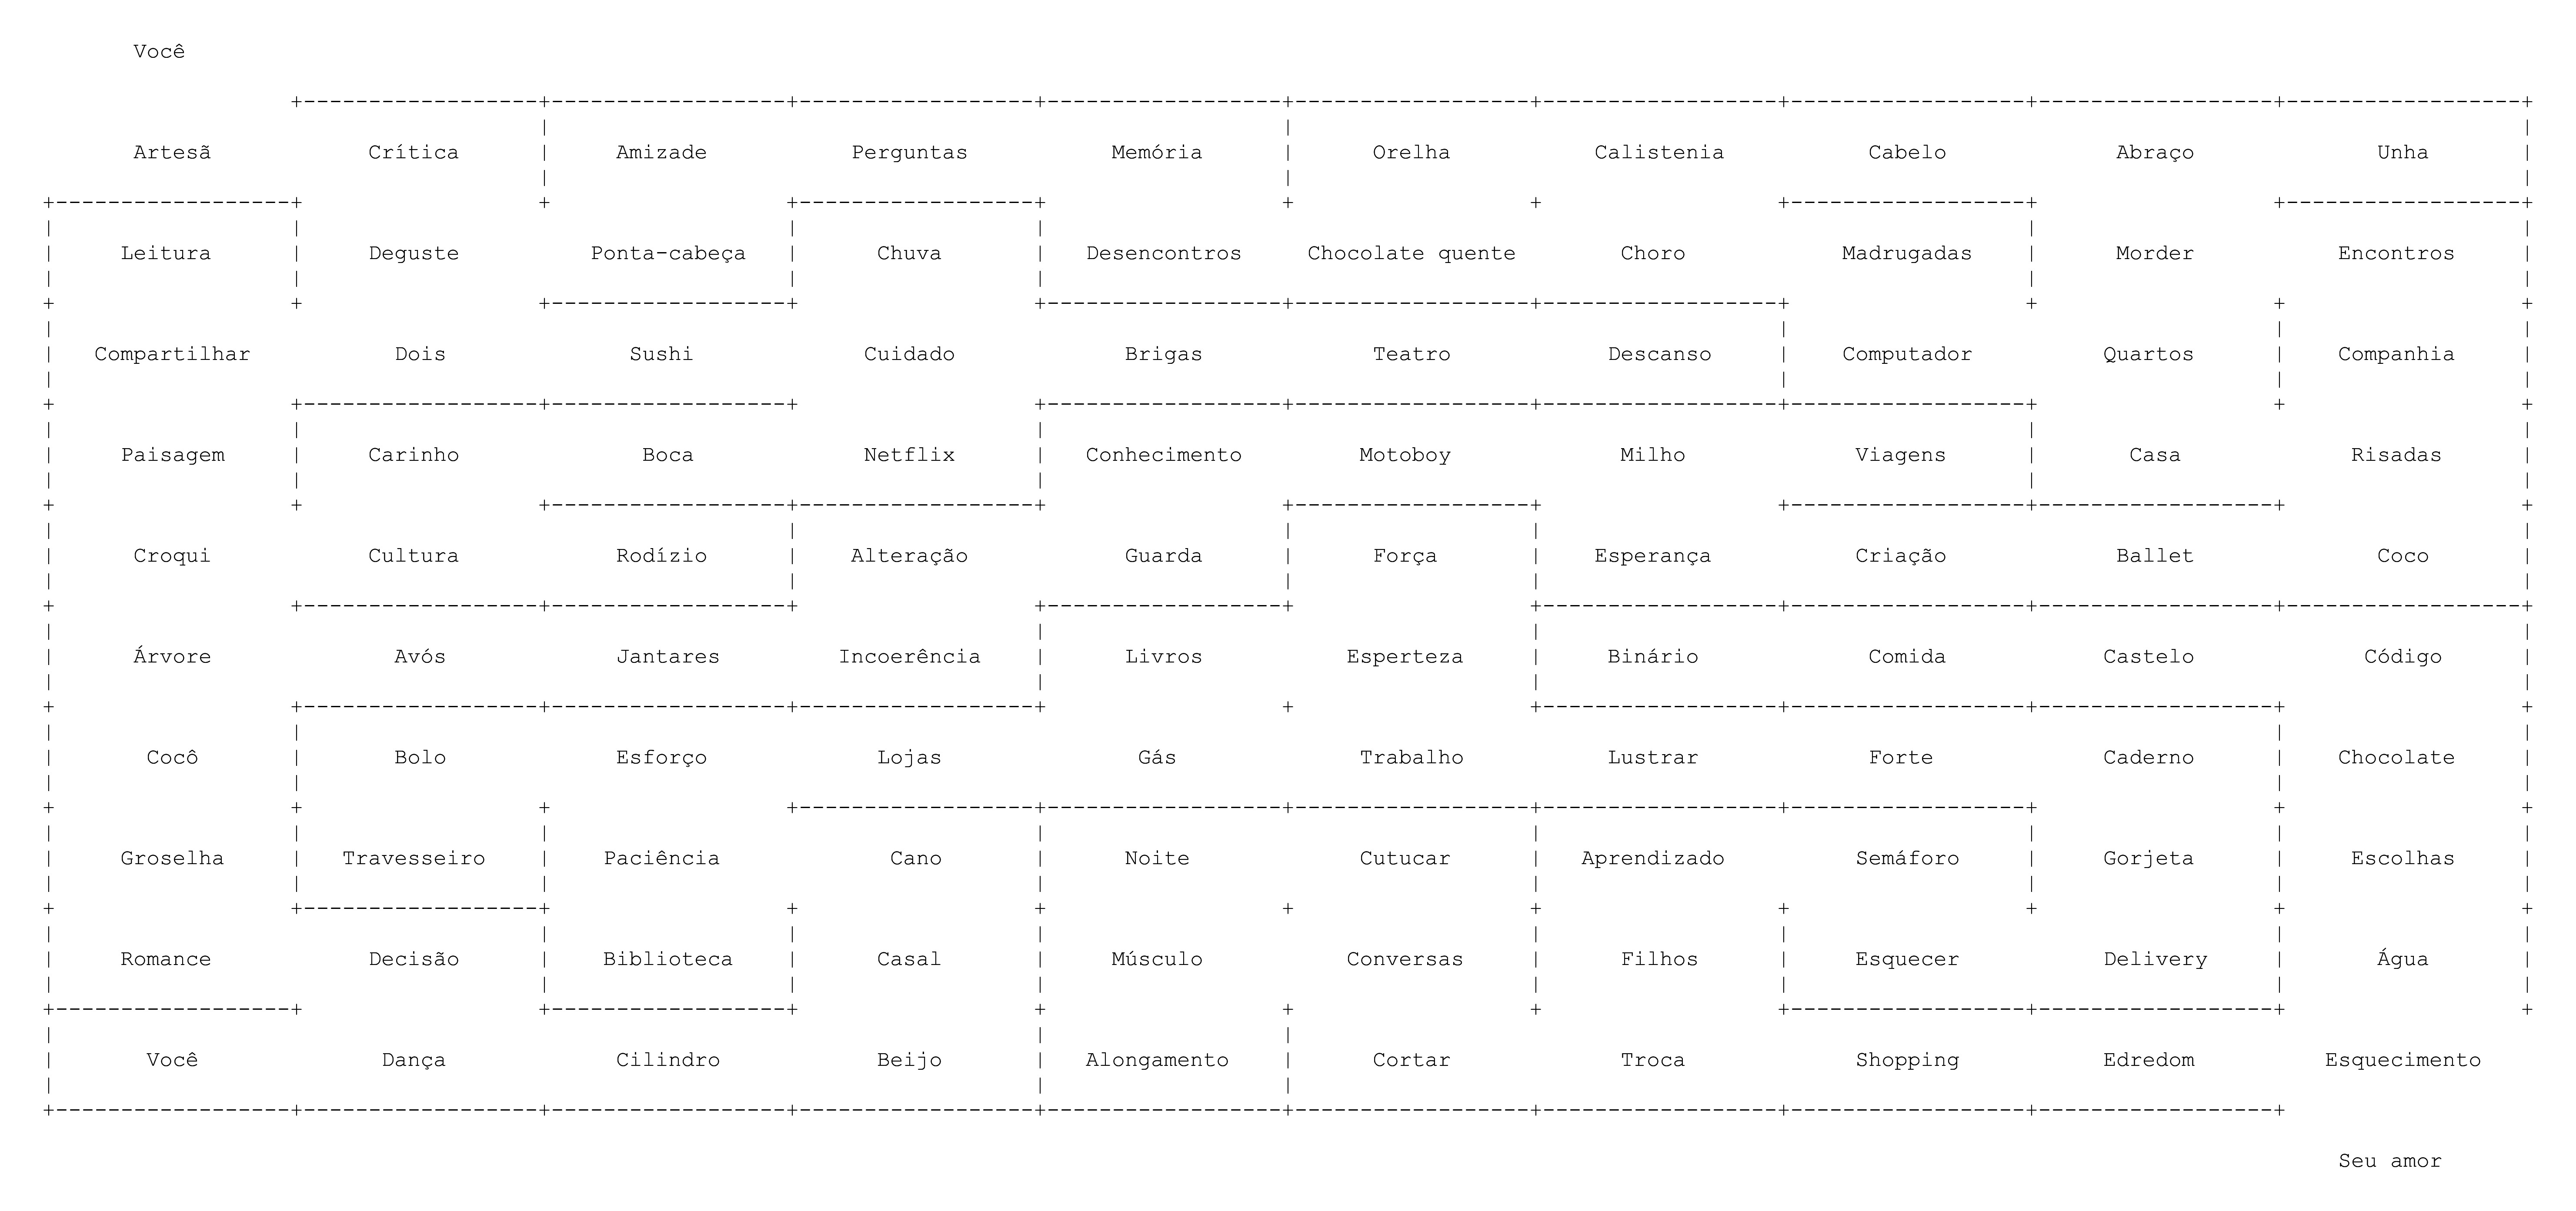 Você
Artesã Crítica Amizade Perguntas Memória Orelha Calistenia Cabelo Abraço Unha
Leitura Deguste Ponta-cabeça Chuva Desencontros Chocolate quente Choro Madrugadas Morder Encontros
Compartilhar Dois Sushi Cuidado Brigas Teatro Descanso Computador Quartos Companhia
Paisagem Carinho Boca Netflix Conhecimento Motoboy Milho Viagens Casa Risadas
Croqui Cultura Rodízio Alteração Guarda Força Esperança Criação Ballet Coco
Árvore Avós Jantares Incoerência Livros Esperteza Binário Comida Castelo Código
Cocô Bolo Esforço Lojas Gás Trabalho Lustrar Forte Caderno Chocolate
Groselha Travesseiro Paciência Cano Noite Cutucar Aprendizado Semáforo Gorjeta Escolhas
Romance Decisão Biblioteca Casal Músculo Conversas Filhos Esquecer Delivery Água
Você Dança Cilindro Beijo Alongamento Cortar Troca Shopping Edredom Esquecimento
Seu amor